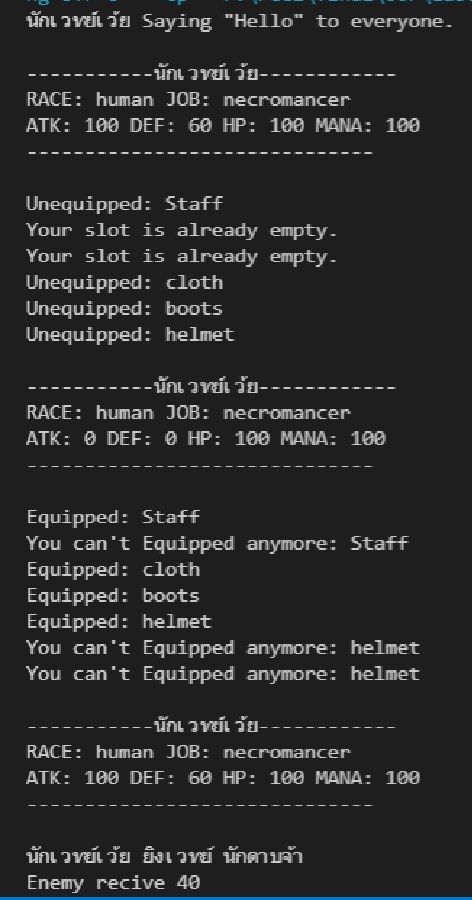 นักเวทย์เวัย Saying "Hello" to everyone.
-----------นักเวทย์เวัย------------
RACE: human JOB: necromancer
ATK: 100 DEF: 60 HP: 100 MANA: 100
------------------------------
Unequipped: Staff
Your slot is already empty.
Your slot is already empty.
Unequipped: cloth
Unequipped: boots
Unequipped: helmet
-----------นักเวทย์เวัย------------
RACE: human JOB: necromancer
ATK: 0 DEF: 0 HP: 100 MANA: 100
------------------------------
Equipped: Staff
You can't Equipped anymore: Staff
Equipped: cloth
Equipped: boots
Equipped: helmet
You can't Equipped anymore: helmet
You can't Equipped anymore: helmet
-----------นักเวทย์เวัย------------
RACE: human JOB: necromancer
ATK: 100 DEF: 60 HP: 100 MANA: 100
------------------------------
นักเวทย์เวัย ยิงเวทย์ นักดาบจ้า
Enemy recive 40